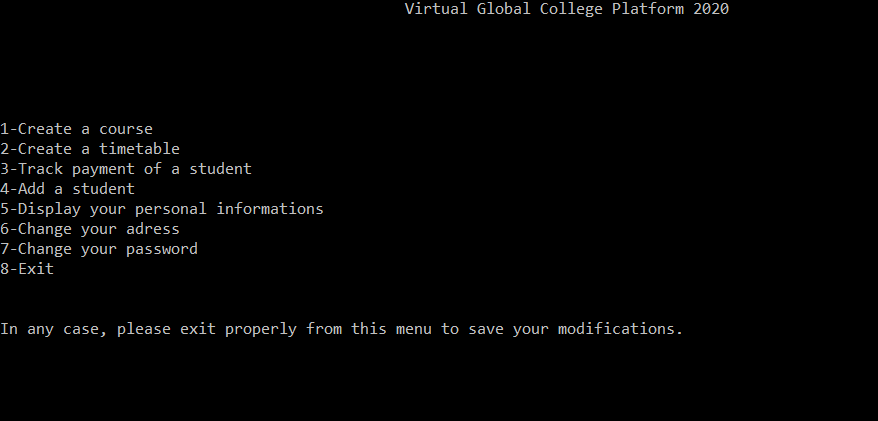 Virtual Global College Platform 2020
1-Create a course
2-Create a timetable
3-Track payment of a student
4-Add a student
5-Display your personal informations
6-Change your adress
7-Change your password
8-Exit
In any case, please exit properly from this menu to save your modifications.